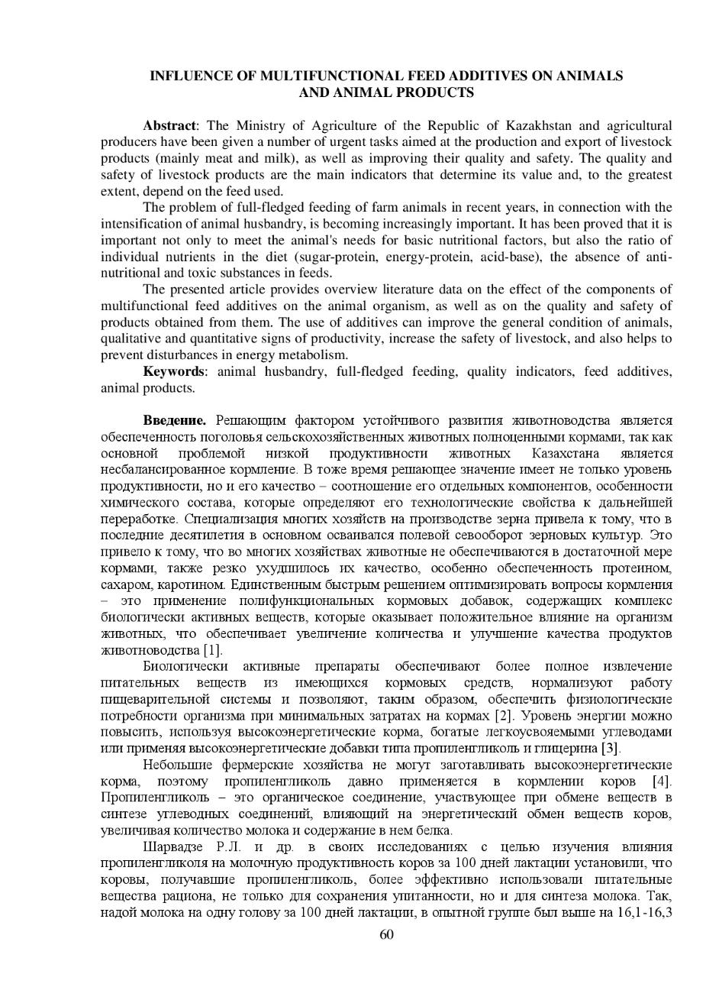 INFLUENCE OF MULTIFUNCTIONAL FEED ADDITIVES ON ANIMALS
AND ANIMAL PRODUCTS
Abstract: The Ministry of Agriculture of the Republic of Kazakhstan and agricultural
producers have been given a number of urgent tasks aimed at the production and export of livestock
products (mainly meat and milk), as well as improving their quality and safety. The quality and
safety of livestock products are the main indicators that determine its value and, to the greatest
extent, depend on the feed used.
The problem of full-fledged feeding of farm animals in recent years, in connection with the
intensification of animal husbandry, is becoming increasingly important. It has been proved that it is
important not only to meet the animal's needs for basic nutritional factors, but also the ratio of
individual nutrients in the diet (sugar-protein, energy-protein, acid-base), the absence of anti-
nutritional and toxic substances in feeds.
The presented article provides overview literature data on the effect of the components of
multifunctional feed additives on the animal organism, as well as on the quality and safety of
products obtained from them. The use of additives can improve the general condition of animals,
qualitative and quantitative signs of productivity, increase the safety of livestock, and also helps to
prevent disturbances in energy metabolism.
Keywords: animal husbandry, full-fledged feeding, quality indicators, feed additives,
animal products.
Введение. Решающим фактором устойчивого развития животноводства является
обеспеченность поголовья сельскохозяйственных животных полноценными кормами, так как
основной проблемой низкой продуктивности животных Казахстана является
несбалансированное кормление. В тоже время решающее значение имеет не только уровень
продуктивности, но и его качество – соотношение его отдельных компонентов, особенности
химического состава, которые определяют его технологические свойства к дальнейшей
переработке. Специализация многих хозяйств на производстве зерна привела к тому, что в
последние десятилетия в основном осваивался полевой севооборот зерновых культур. Это
привело к тому, что во многих хозяйствах животные не обеспечиваются в достаточной мере
кормами, также резко ухудшилось их качество, особенно обеспеченность протеином,
сахаром, каротином. Единственным быстрым решением оптимизировать вопросы кормления
– это применение полифункциональных кормовых добавок, содержащих комплекс
биологически активных веществ, которые оказывает положительное влияние на организм
животных, что обеспечивает увеличение количества и улучшение качества продуктов
животноводства [1].
Биологически активные препараты обеспечивают более полное извлечение
питательных веществ из имеющихся кормовых средств, нормализуют работу
пищеварительной системы и позволяют, таким образом, обеспечить физиологические
потребности организма при минимальных затратах на кормах [2]. Уровень энергии можно
повысить, используя высокоэнергетические корма, богатые легкоусвояемыми углеводами
или применяя высокоэнергетические добавки типа пропиленгликоль и глицерина [3].
Небольшие фермерские хозяйства не могут заготавливать высокоэнергетические
корма, поэтому пропиленгликоль давно применяется в кормлении коров [4].
Пропиленгликоль – это органическое соединение, участвующее при обмене веществ в
синтезе углеводных соединений, влияющий на энергетический обмен веществ коров,
увеличивая количество молока и содержание в нем белка.
Шарвадзе Р.Л. и др. в своих исследованиях с целью изучения влияния
пропиленгликоля на молочную продуктивность коров за 100 дней лактации установили, что
коровы, получавшие пропиленгликоль, более эффективно использовали питательные
вещества рациона, не только для сохранения упитанности, но и для синтеза молока. Так,
надой молока на одну голову за 100 дней лактации, в опытной группе был выше на 16,1-16,3
60